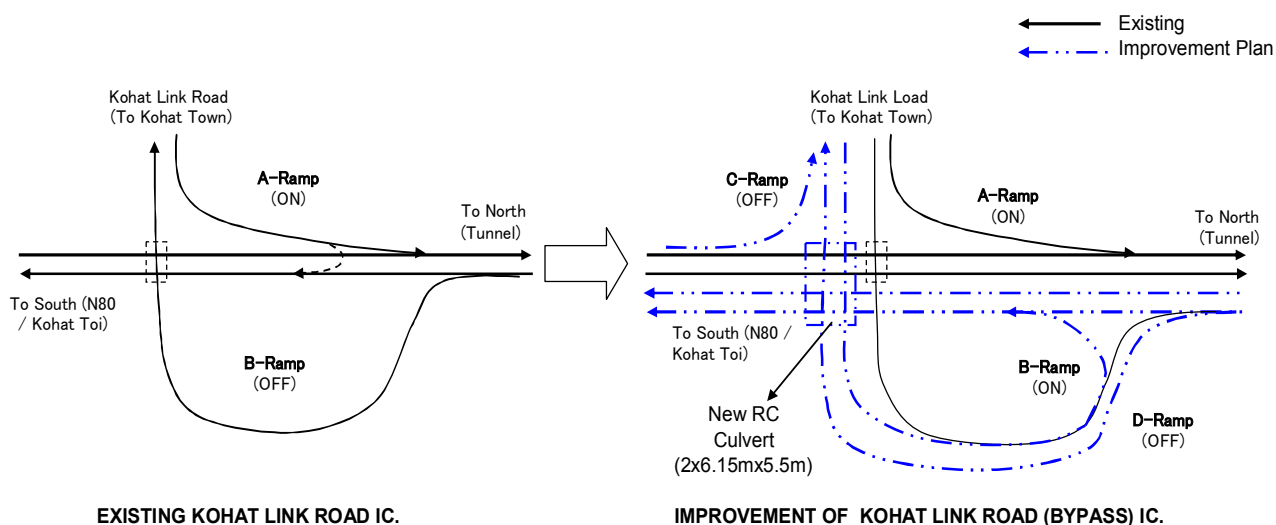 Existing
Improvement Plan
Kohat Link Road
(To Kohat Town)
A-Ramp
(ON)
To North
(Tunnel)
To South (N80
/ Kohat Toi)
B-Ramp
(OFF)
EXISTING KOHAT LINK ROAD IC.
Kohat Link Load
(To Kohat Town)
C-Ramp
(OFF)
A-Ramp
(ON)
To North
(Tunnel)
To South (N80 /
Kohat Toi)
B-Ramp
(ON)
D-Ramp
(OFF)
New RC
Culvert
(2x6.15mx5.5m)
IMPROVEMENT OF KOHAT LINK ROAD (BYPASS) IC.